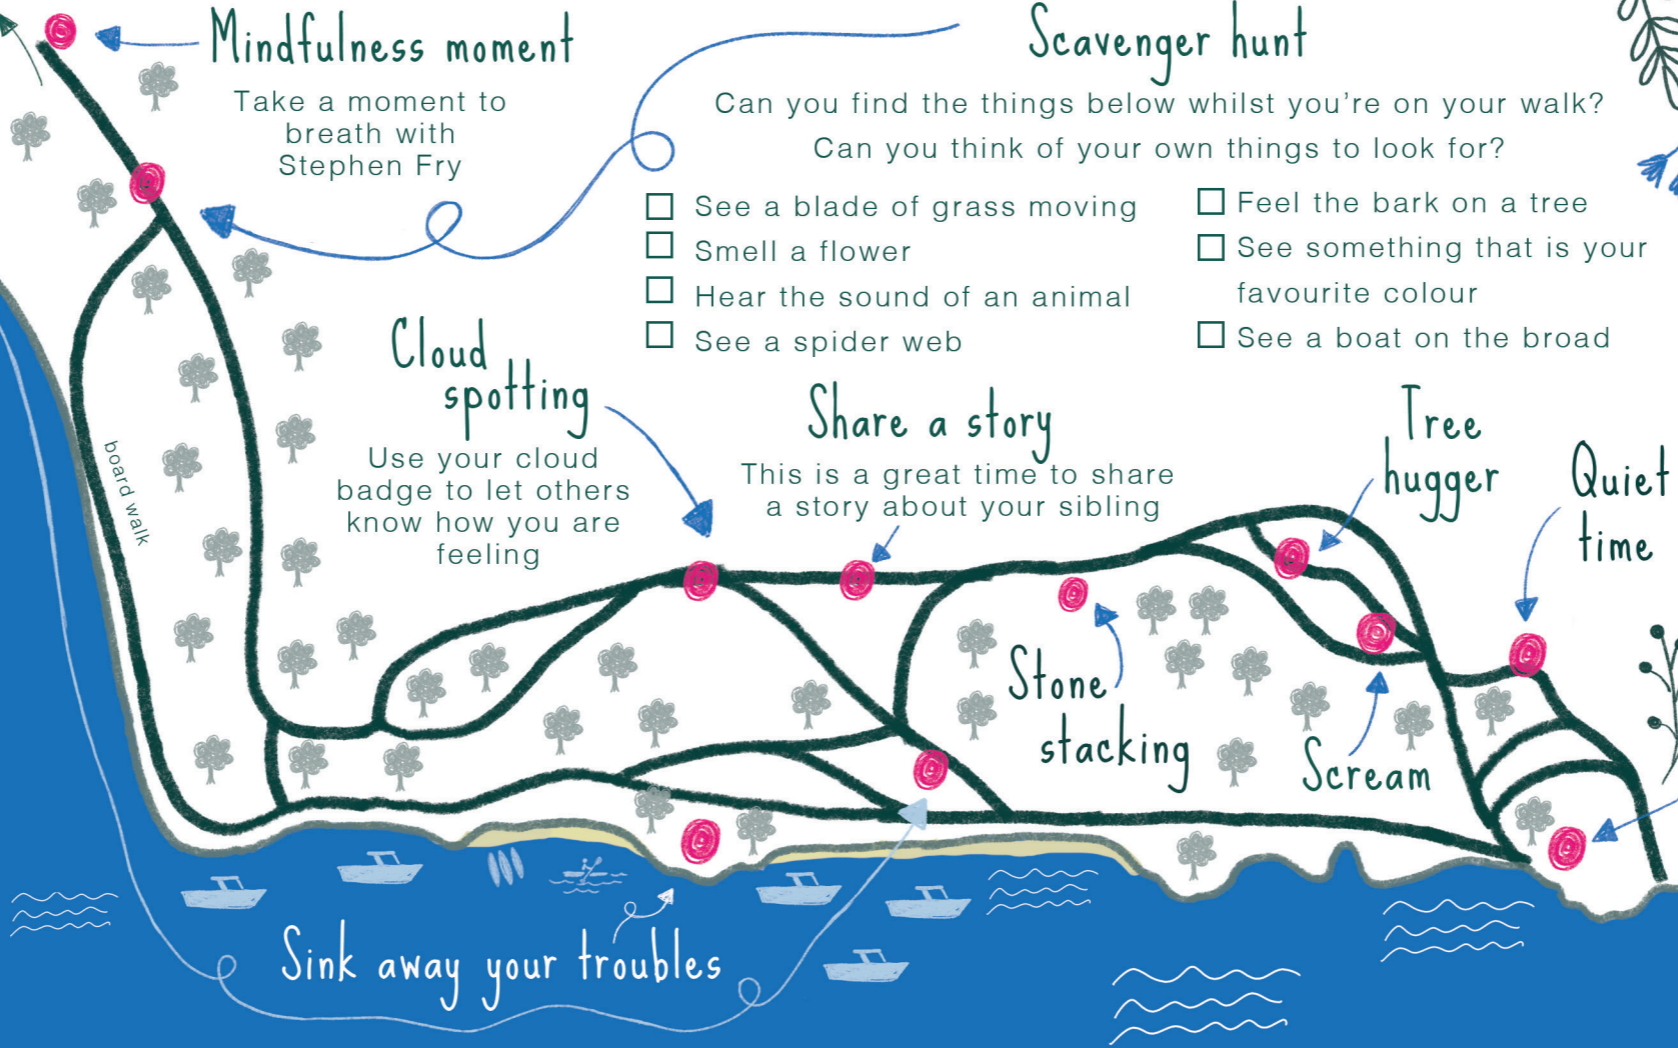 Mindfulness moment
Take a moment to
breath with
Stephen Fry
Scavenger hunt
Can you find the things below whilst you're on your walk?
Can you think of your own things to look for?
See a blade of grass moving
Smell a flower
Hear the sound of an animal
See a spider web
Feel the bark on a tree
See something that is your
favourite colour
See a boat on the broad
Cloud
spotting
Use your cloud
badge to let others
know how you are
feeling
Share a story
This is a great time to share
a story about your sibling
Tree
hugger
Quiet
time
board walk
Stone
stacking
Scream
Sink away your troubles